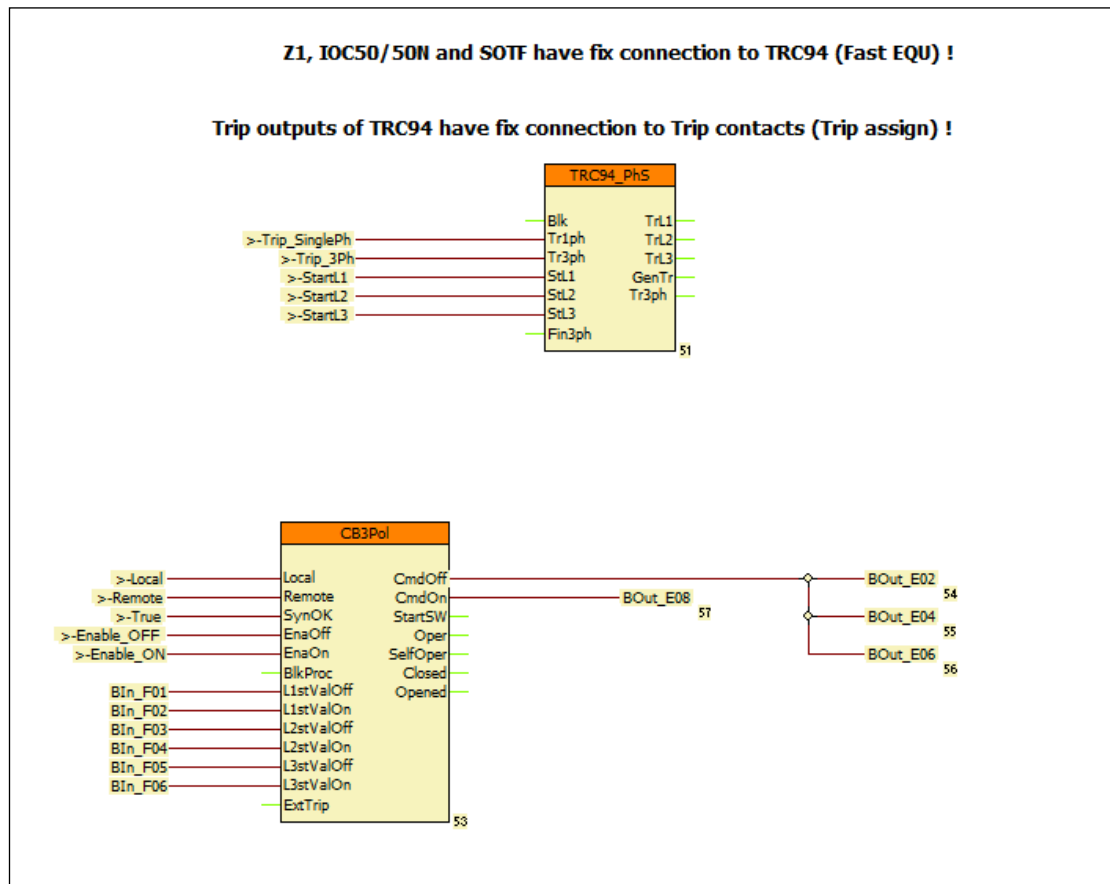 Z1, IOC50/50N and SOTF have fix connection to TRC94 (Fast EQU) !
Trip outputs of TRC94 have fix connection to Trip contacts (Trip assign) !
TRC94_PhS
Blk TrL1
>-Trip_SinglePh Tr1ph TrL2
>-Trip_3Ph Tr3ph TrL3
>-StartL1 StL1 GenTr
>-StartL2 StL2 Tr3ph
>-StartL3 StL3
Fin3ph
51
CB3Pol
>-Local Local CmdOff BOut_E02
54
>-Remote Remote CmdOn BOut_E08
57
>-True SynOK StartSW BOut_E04
55
>-Enable_OFF EnaOff Oper
>-Enable_ON EnaOn SelfOper BOut_E06
56
BlkProc Closed
BIn_F01 L1stValOff Opened
BIn_F02 L1stValOn
BIn_F03 L2stValOff
BIn_F04 L2stValOn
BIn_F05 L3stValOff
BIn_F06 L3stValOn
ExtTrip
53